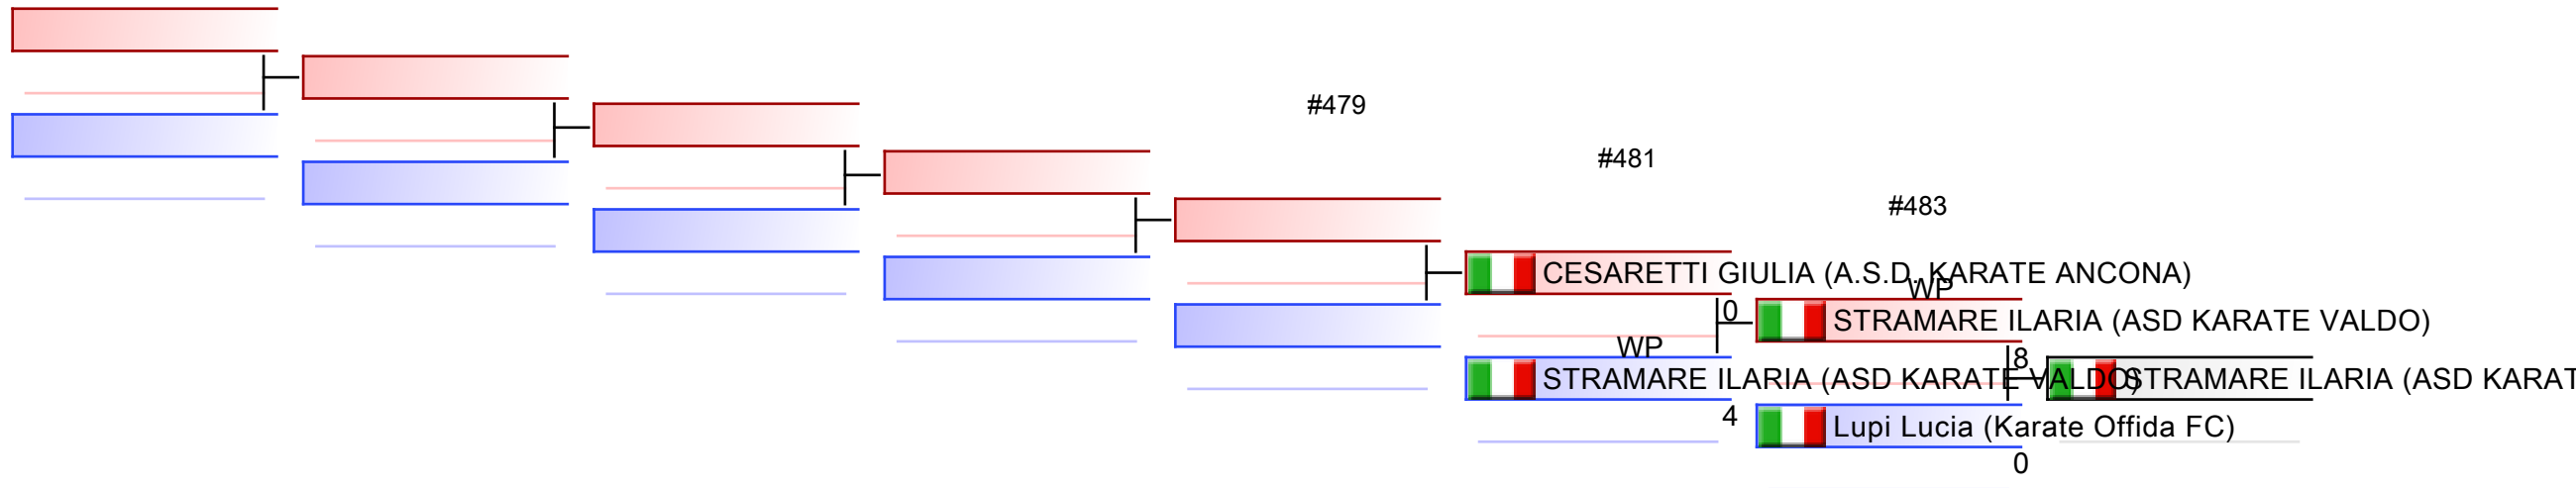 #479
#481
#483
CESARETTI GIULIA (A.S.D. KARATE ANCONA)
WP
0
STRAMARE ILARIA (ASD KARATE VALDO)
WP
8
STRAMARE ILARIA (ASD KARATE VALDO)
STRAMARE ILARIA (ASD KARAT
4
Lupi Lucia (Karate Offida FC)
0